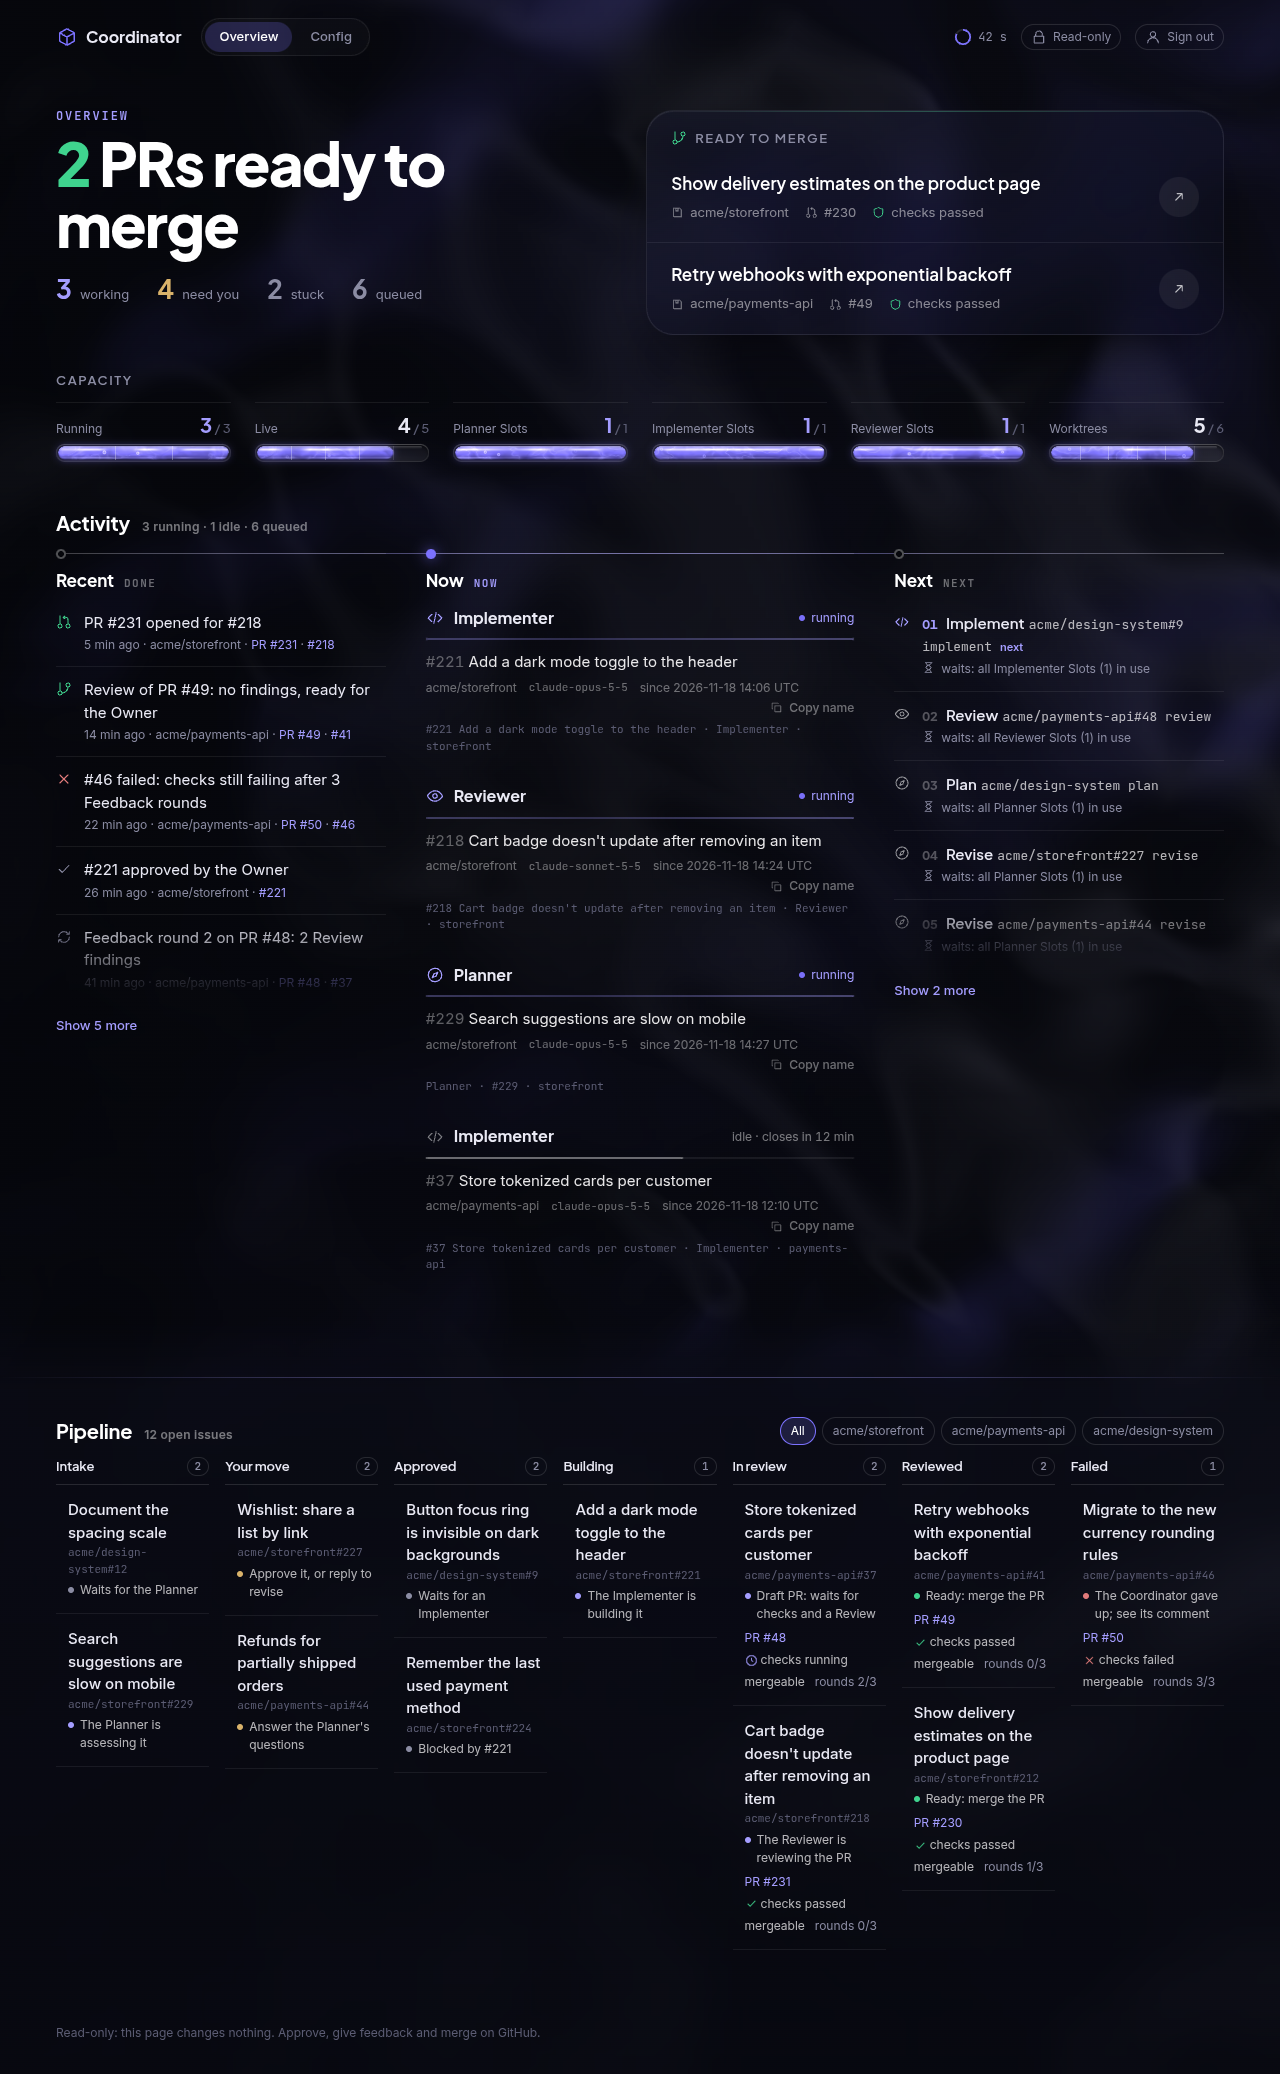 Coordinator
Overview
Config
42 s
Read-only
Sign out
OVERVIEW
2 PRs ready to
merge
3 working
4 need you
2 stuck
6 queued
READY TO MERGE
Show delivery estimates on the product page
acme/storefront #230 checks passed
Retry webhooks with exponential backoff
acme/payments-api #49 checks passed
CAPACITY
Running 3/3
Live 4/5
Planner Slots 1/1
Implementer Slots 1/1
Reviewer Slots 1/1
Worktrees 5/6
Activity 3 running · 1 idle · 6 queued
Recent DONE
PR #231 opened for #218
5 min ago · acme/storefront · PR #231 · #218
Review of PR #49: no findings, ready for
the Owner
14 min ago · acme/payments-api · PR #49 · #41
#46 failed: checks still failing after 3
Feedback rounds
22 min ago · acme/payments-api · PR #50 · #46
#221 approved by the Owner
26 min ago · acme/storefront · #221
Feedback round 2 on PR #48: 2 Review
findings
41 min ago · acme/payments-api · PR #48 · #37
Show 5 more
Now NOW
Implementer
running
#221 Add a dark mode toggle to the header
acme/storefront claude-opus-5-5 since 2026-11-18 14:06 UTC
Copy name
#221 Add a dark mode toggle to the header · Implementer ·
storefront
Reviewer
running
#218 Cart badge doesn't update after removing an item
acme/storefront claude-sonnet-5-5 since 2026-11-18 14:24 UTC
Copy name
#218 Cart badge doesn't update after removing an item · Reviewer
· storefront
Planner
running
#229 Search suggestions are slow on mobile
acme/storefront claude-opus-5-5 since 2026-11-18 14:27 UTC
Copy name
Planner · #229 · storefront
Implementer
idle · closes in 12 min
#37 Store tokenized cards per customer
acme/payments-api claude-opus-5-5 since 2026-11-18 12:10 UTC
Copy name
#37 Store tokenized cards per customer · Implementer · payments-
api
Next NEXT
01 Implement acme/design-system#9
implement next
waits: all Implementer Slots (1) in use
02 Review acme/payments-api#48 review
waits: all Reviewer Slots (1) in use
03 Plan acme/design-system plan
waits: all Planner Slots (1) in use
04 Revise acme/storefront#227 revise
waits: all Planner Slots (1) in use
05 Revise acme/payments-api#44 revise
waits: all Planner Slots (1) in use
Show 2 more
Pipeline 12 open issues
All
acme/storefront
acme/payments-api
acme/design-system
Intake 2
Document the
spacing scale
acme/design-
system#12
Waits for the Planner
Search
suggestions are
slow on mobile
acme/storefront#229
The Planner is
assessing it
Your move 2
Wishlist: share a
list by link
acme/storefront#227
Approve it, or reply to
revise
Refunds for
partially shipped
orders
acme/payments-api#44
Answer the Planner's
questions
Approved 2
Button focus ring
is invisible on dark
backgrounds
acme/design-system#9
Waits for an
Implementer
Remember the last
used payment
method
acme/storefront#224
Blocked by #221
Building 1
Add a dark mode
toggle to the
header
acme/storefront#221
The Implementer is
building it
In review 2
Store tokenized
cards per
customer
acme/payments-api#37
Draft PR: waits for
checks and a Review
PR #48
checks running
mergeable rounds 2/3
Cart badge
doesn't update
after removing an
item
acme/storefront#218
The Reviewer is
reviewing the PR
PR #231
checks passed
mergeable rounds 0/3
Reviewed 2
Retry webhooks
with exponential
backoff
acme/payments-api#41
Ready: merge the PR
PR #49
checks passed
mergeable rounds 0/3
Show delivery
estimates on the
product page
acme/storefront#212
Ready: merge the PR
PR #230
checks passed
mergeable rounds 1/3
Failed 1
Migrate to the new
currency rounding
rules
acme/payments-api#46
The Coordinator gave
up; see its comment
PR #50
checks failed
mergeable rounds 3/3
Read-only: this page changes nothing. Approve, give feedback and merge on GitHub.